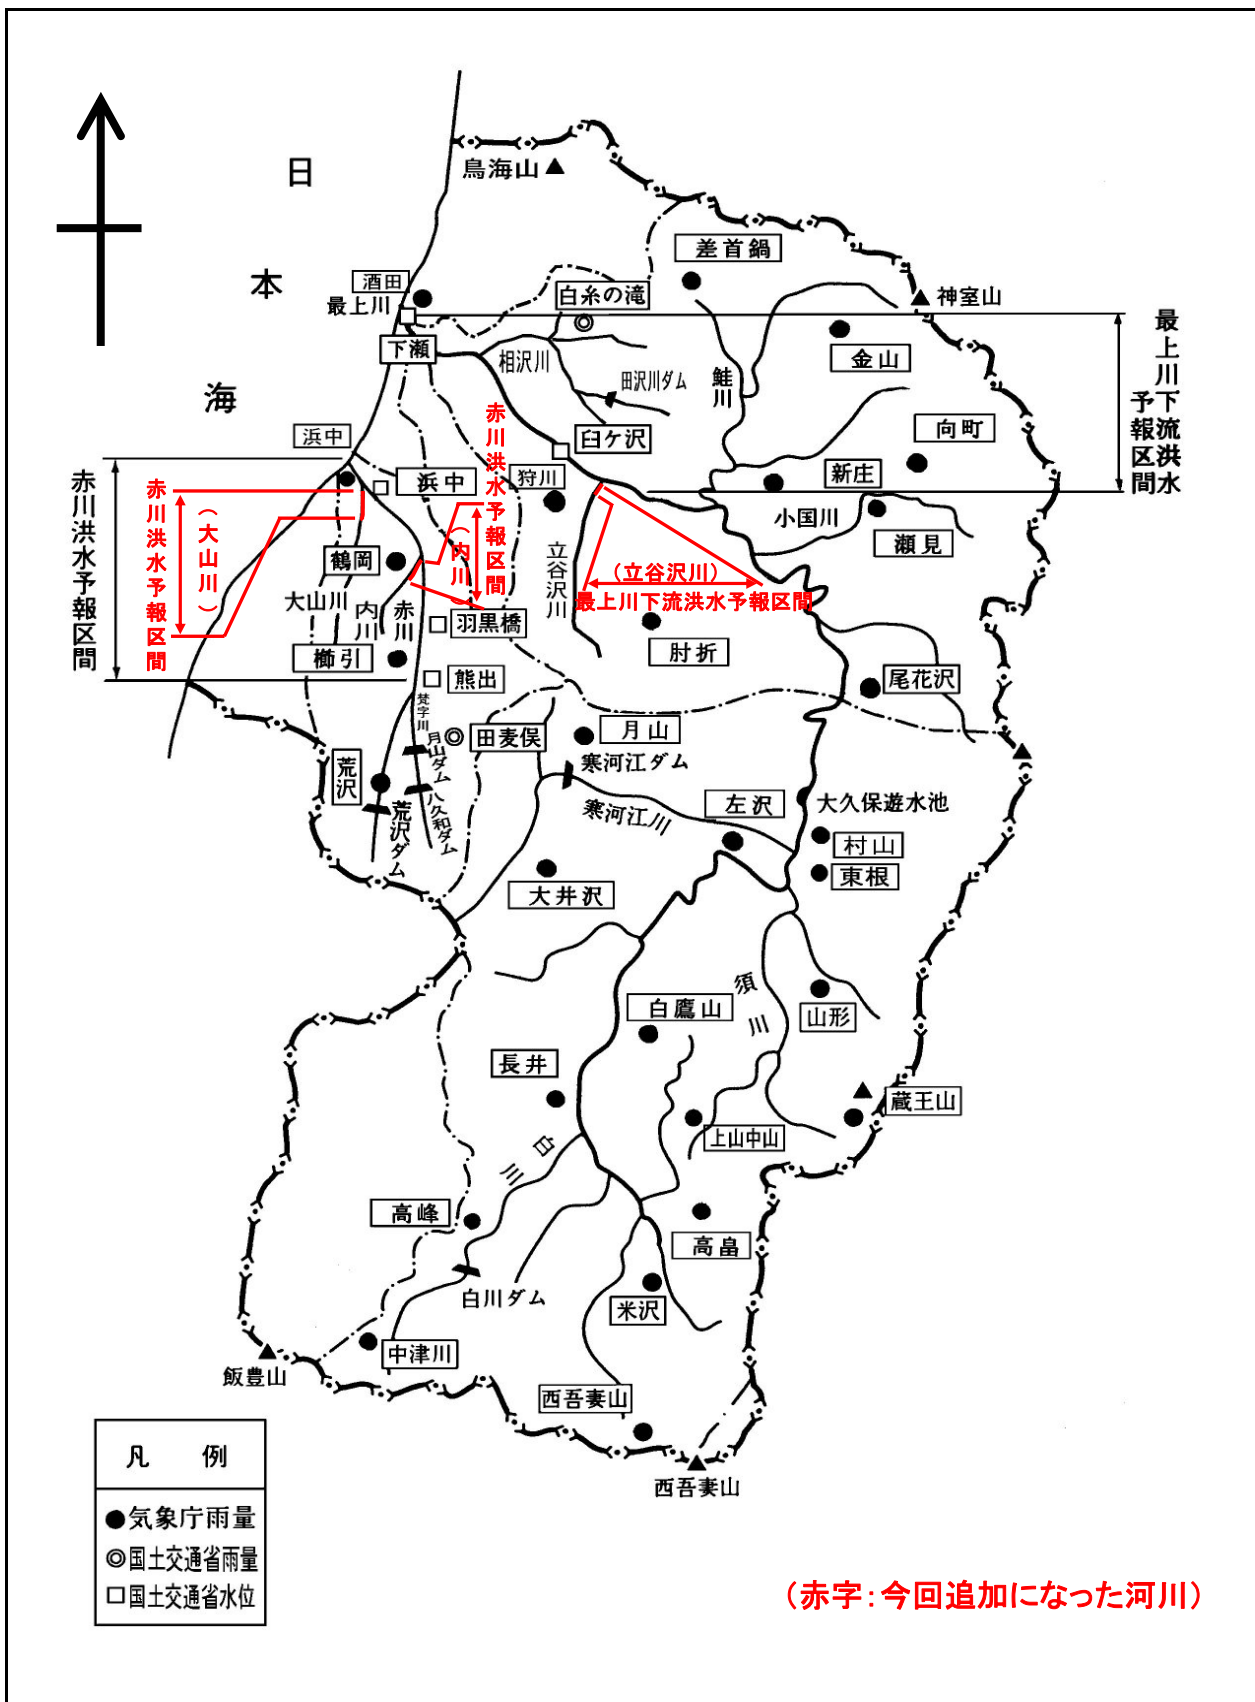 日本海
鳥海山
差首鍋
酒田
最上川
白糸の滝
神室山
下瀬
相沢川
田沢川ダム
鮭川
金山
最上川下流洪水
予報区間
浜中
臼ケ沢
向町
赤川洪水予報区間
(大山川)
赤川洪水予報区間
浜中
赤川洪水予報区間
(内川)
狩川
新庄
小国川
瀬見
鶴岡
大山川
内川
赤川
立谷沢川
(立谷沢川)
最上川下流洪水予報区間
羽黒橋
櫛引
肘折
熊出
尾花沢
梵字川
月山ダム
田麦俣
月山
寒河江ダム
荒沢
荒沢ダム
八久和ダム
寒河江川
左沢
大久保遊水池
村山
東根
大井沢
須川
白鷹山
山形
長井
蔵王山
上山中山
白川
高峰
高畠
白川ダム
米沢
中津川
飯豊山
西吾妻山
西吾妻山
凡 例
●気象庁雨量
◎国土交通省雨量
□国土交通省水位
(赤字:今回追加になった河川)